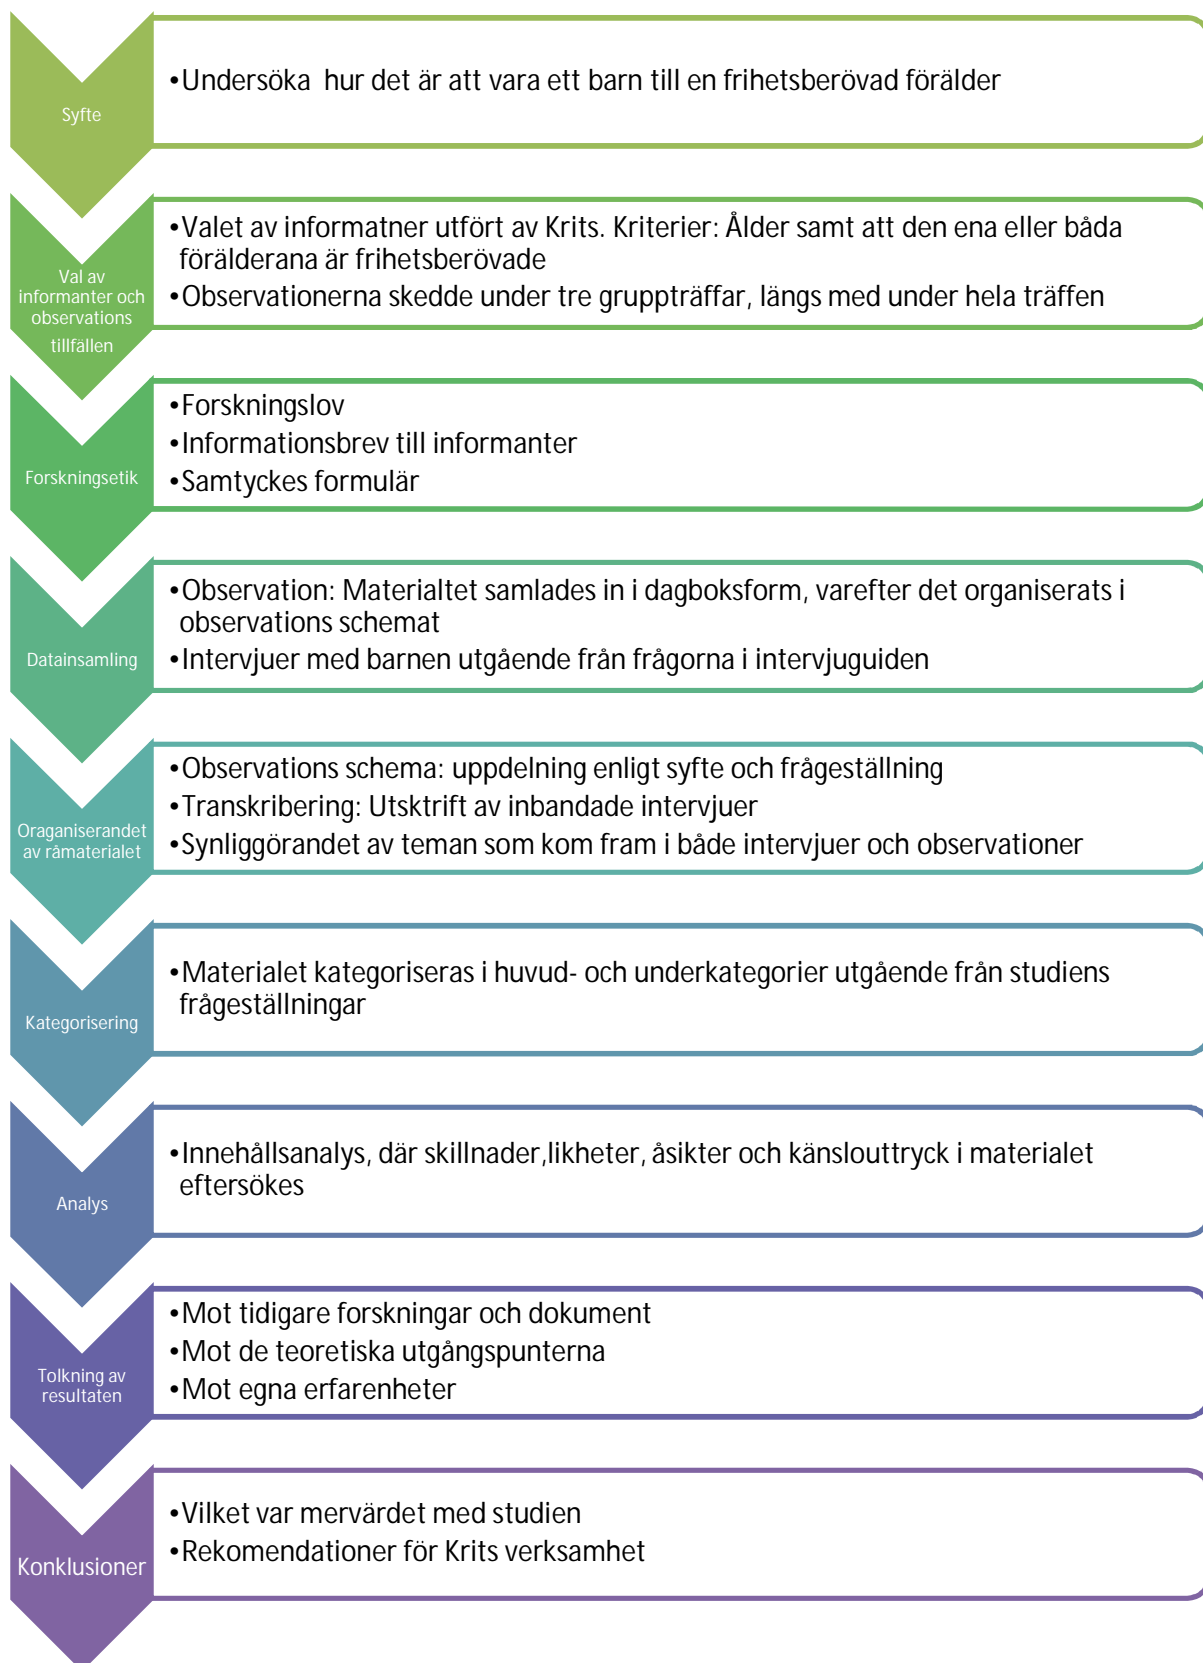 Syfte
•Undersöka  hur det är att vara ett barn till en frihetsberövad förälder
Val av
informanter och
observations
tillfällen
•Valet av informatner utfört av Krits. Kriterier: Ålder samt att den ena eller båda
förälderana är frihetsberövade
•Observationerna skedde under tre gruppträffar, längs med under hela träffen
Forskningsetik
•Forskningslov
•Informationsbrev till informanter
•Samtyckes formulär
Datainsamling
•Observation: Materialtet samlades in i dagboksform, varefter det organiserats i
observations schemat
•Intervjuer med barnen utgående från frågorna i intervjuguiden
Oraganiserandet
av råmaterialet
•Observations schema: uppdelning enligt syfte och frågeställning
•Transkribering: Utsktrift av inbandade intervjuer
•Synliggörandet av teman som kom fram i både intervjuer och observationer
Kategorisering
•Materialet kategoriseras i huvud- och underkategorier utgående från studiens
frågeställningar
Analys
•Innehållsanalys, där skillnader,likheter, åsikter och känslouttryck i materialet
eftersökes
Tolkning av
resultaten
•Mot tidigare forskningar och dokument
•Mot de teoretiska utgångspunterna
•Mot egna erfarenheter
Konklusioner
•Vilket var mervärdet med studien
•Rekomendationer för Krits verksamhet